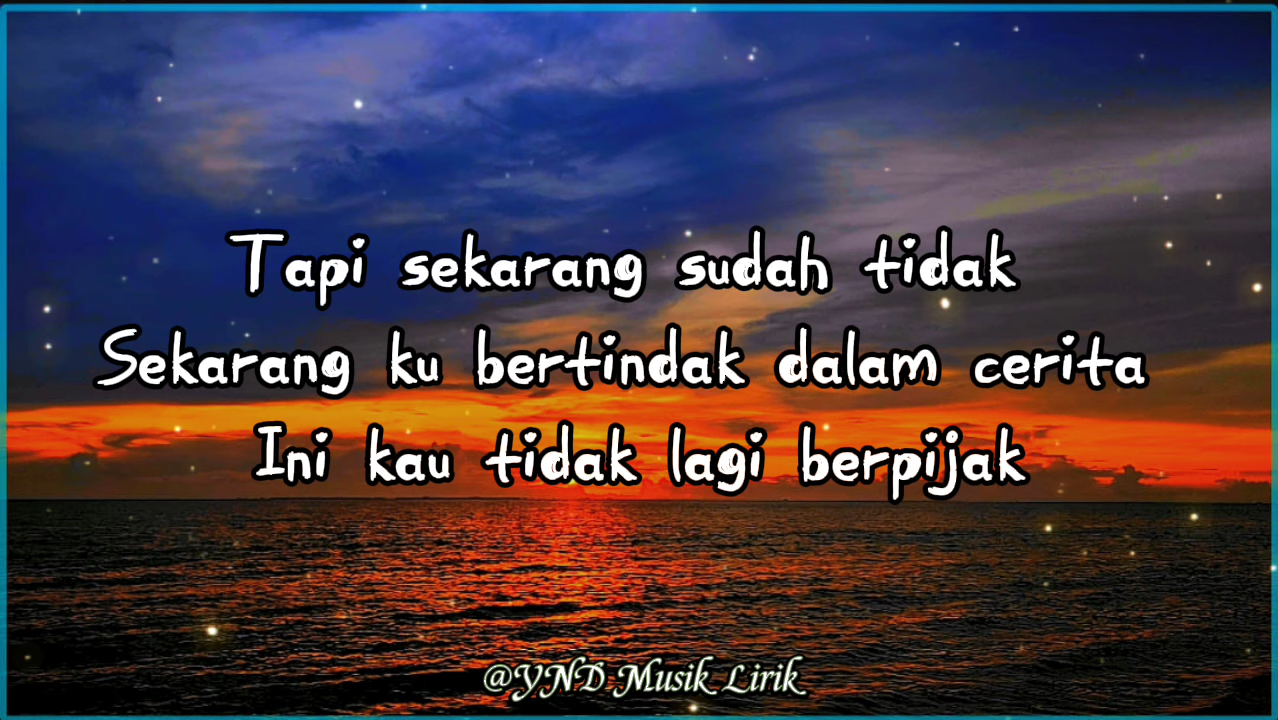 Tapi sekarang sudah tidak
Sekarang ku bertindak dalam cerita
Ini kau tidak lagi berpijak
@YND Musik Lirik